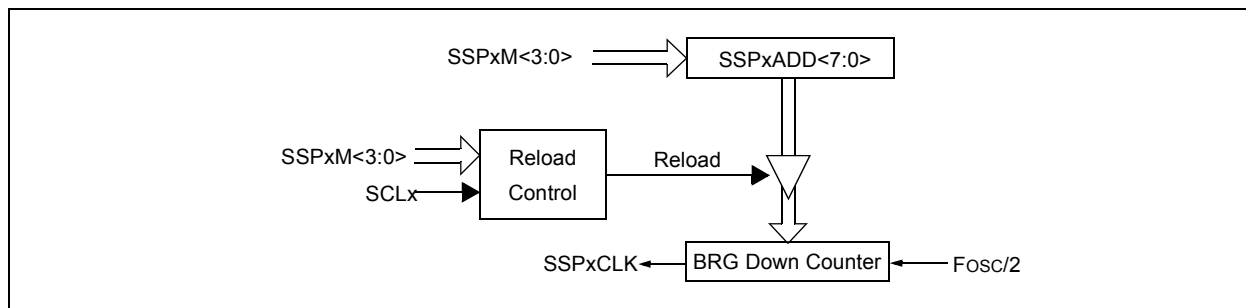 SSPxM<3:0>
SSPxADD<7:0>
SSPxM<3:0>
Reload
Control
Reload
SCLx
SSPxCLK
BRG Down Counter
FOSC/2